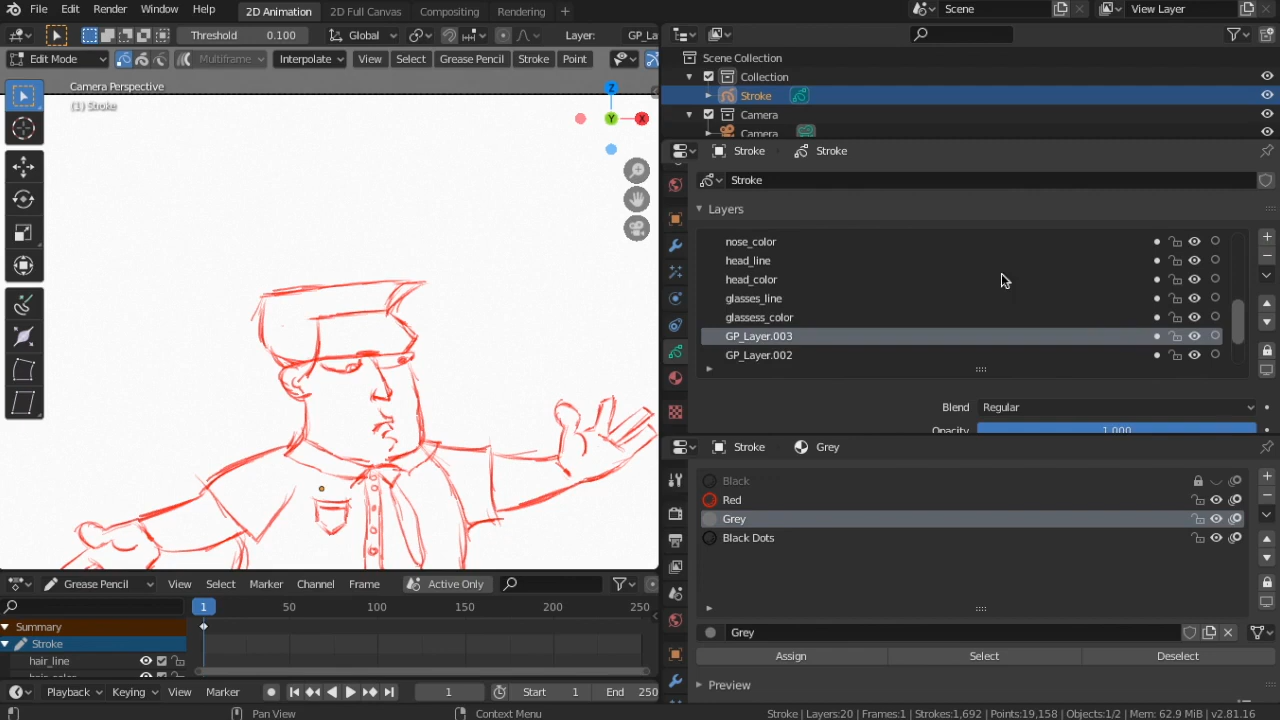 File Edit Render Window Help 2D Animation 2D Full Canvas Compositing Rendering + Scene View Layer
Threshold 0.100 Global Layer: GP_La
Edit Mode Multiframe Interpolate View Select Grease Pencil Stroke Point
Camera Perspective
(1) Stroke
Z
Y
X
Scene Collection
Collection
Stroke
Camera
Camera
Stroke Stroke
Stroke
Layers
nose_color
head_line
head_color
glasses_line
glassess_color
GP_Layer.003
GP_Layer.002
Blend Regular
Opacity 1.000
Stroke Grey
Black
Red
Grey
Black Dots
Grey
Assign Select Deselect
Preview
Grease Pencil View Select Marker Channel Frame Active Only
1 50 100 150 200 250
Summary
Stroke
hair_line
Playback Keying View Marker 1 Start 1 End 250
Pan View Context Menu Stroke | Layers:20 | Frames:1 | Strokes:1,692 | Points:19,158 | Objects:1/2 | Mem: 62.9 MiB | v2.81.16